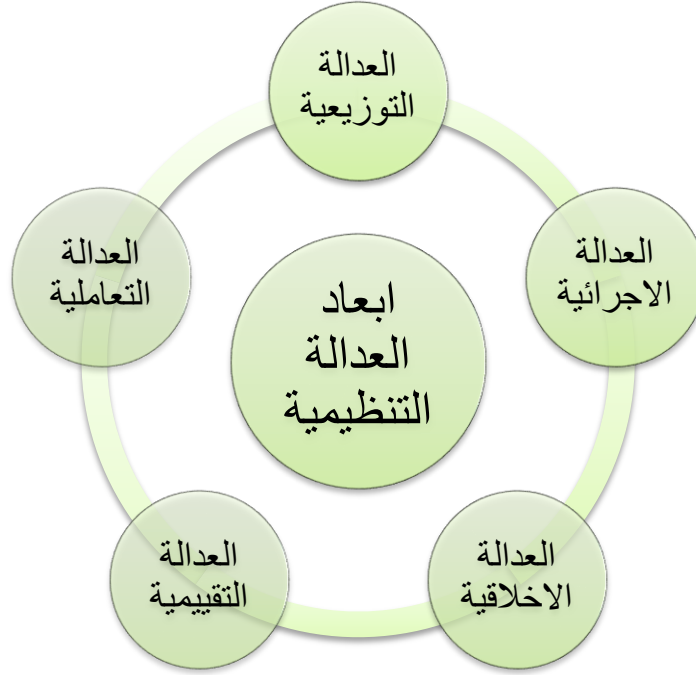 العدالة
التوزيعية
العدالة
الاجرائية
العدالة
التعاملية
ابعاد
العدالة
التنظيمية
العدالة
الاخلاقية
العدالة
التقييمية